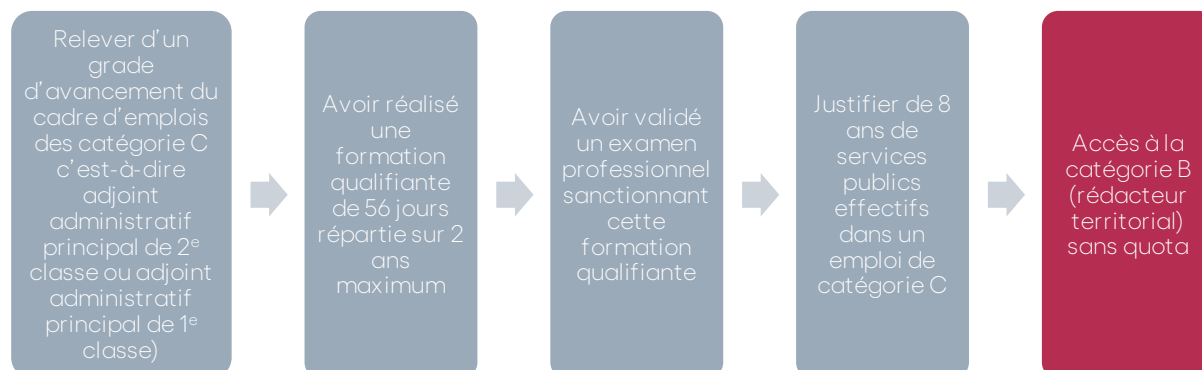 Relever d'un
grade
d'avancement du
cadre d'emplois
des catégorie C
c'est-à-dire
adjoint
administratif
principal de 2e
classe ou adjoint
administratif
principal de 1e
classe)
Avoir réalisé
une
formation
qualifiante
de 56 jours
répartie sur 2
ans
maximum
Avoir validé
un examen
professionnel
sanctionnant
cette
formation
qualifiante
Justifier de 8
ans de
services
publics
effectifs
dans un
emploi de
catégorie C
Accès à la
catégorie B
(rédacteur
territorial)
sans quota